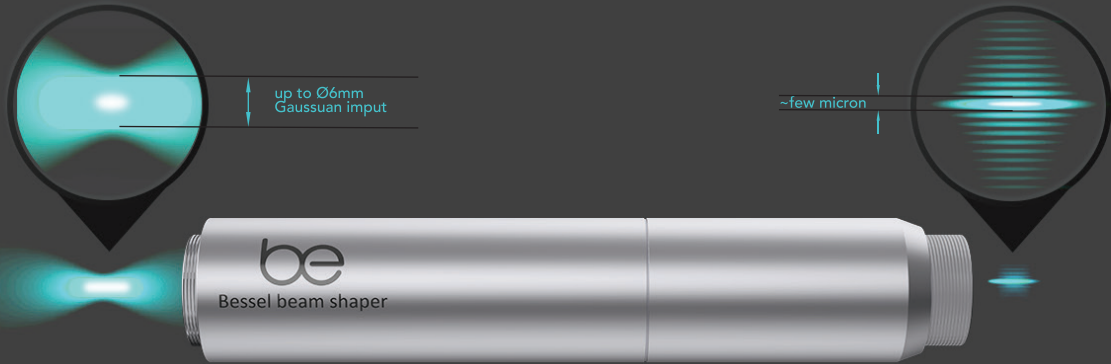 up to Ø6mm
Gaussuan imput
~few micron
be
Bessel beam shaper